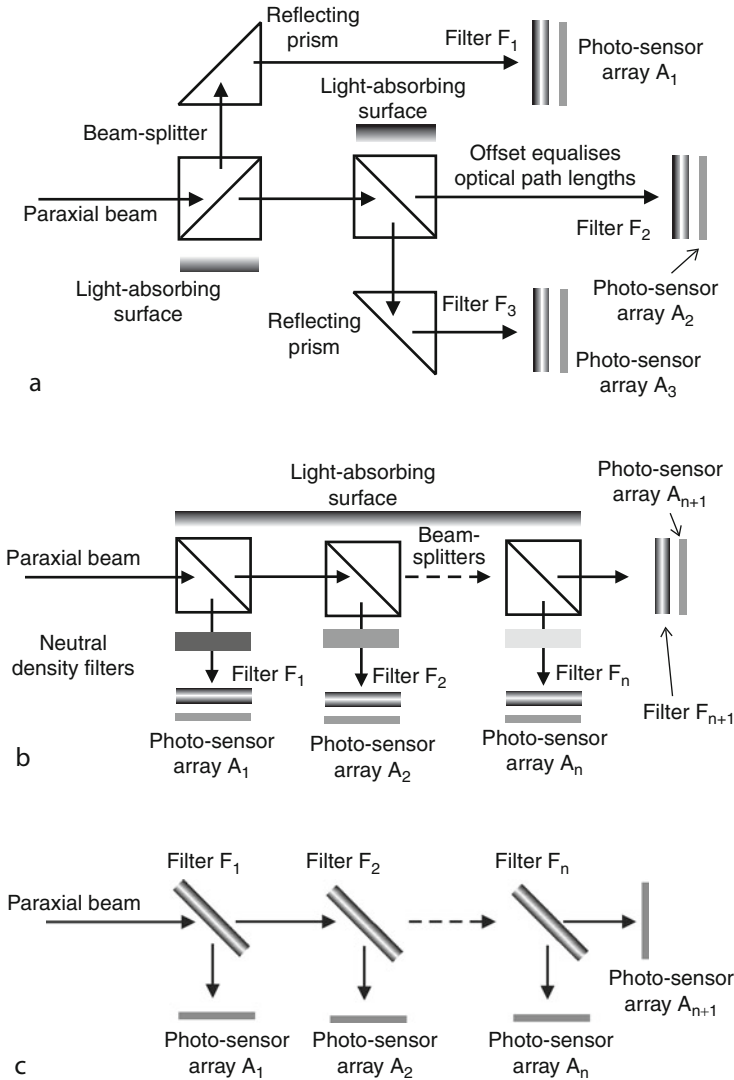 Reflecting
prism
Filter F₁
Photo-sensor
array A₁
Light-absorbing
surface
Beam-splitter
Offset equalises
optical path lengths
Paraxial beam
Filter F₂
Light-absorbing
surface
Photo-sensor
array A₂
Reflecting
prism
Filter F₃
Photo-sensor
array A₃
a
Light-absorbing
surface
Photo-sensor
array Aₙ₊₁
Paraxial beam
Beam-
splitters
Neutral
density filters
Filter F₁
Filter F₂
Filter Fₙ
Filter Fₙ₊₁
Photo-sensor
array A₁
Photo-sensor
array A₂
Photo-sensor
array Aₙ
b
Filter F₁
Filter F₂
Filter Fₙ
Paraxial beam
Photo-sensor
array Aₙ₊₁
Photo-sensor
array A₁
Photo-sensor
array A₂
Photo-sensor
array Aₙ
c